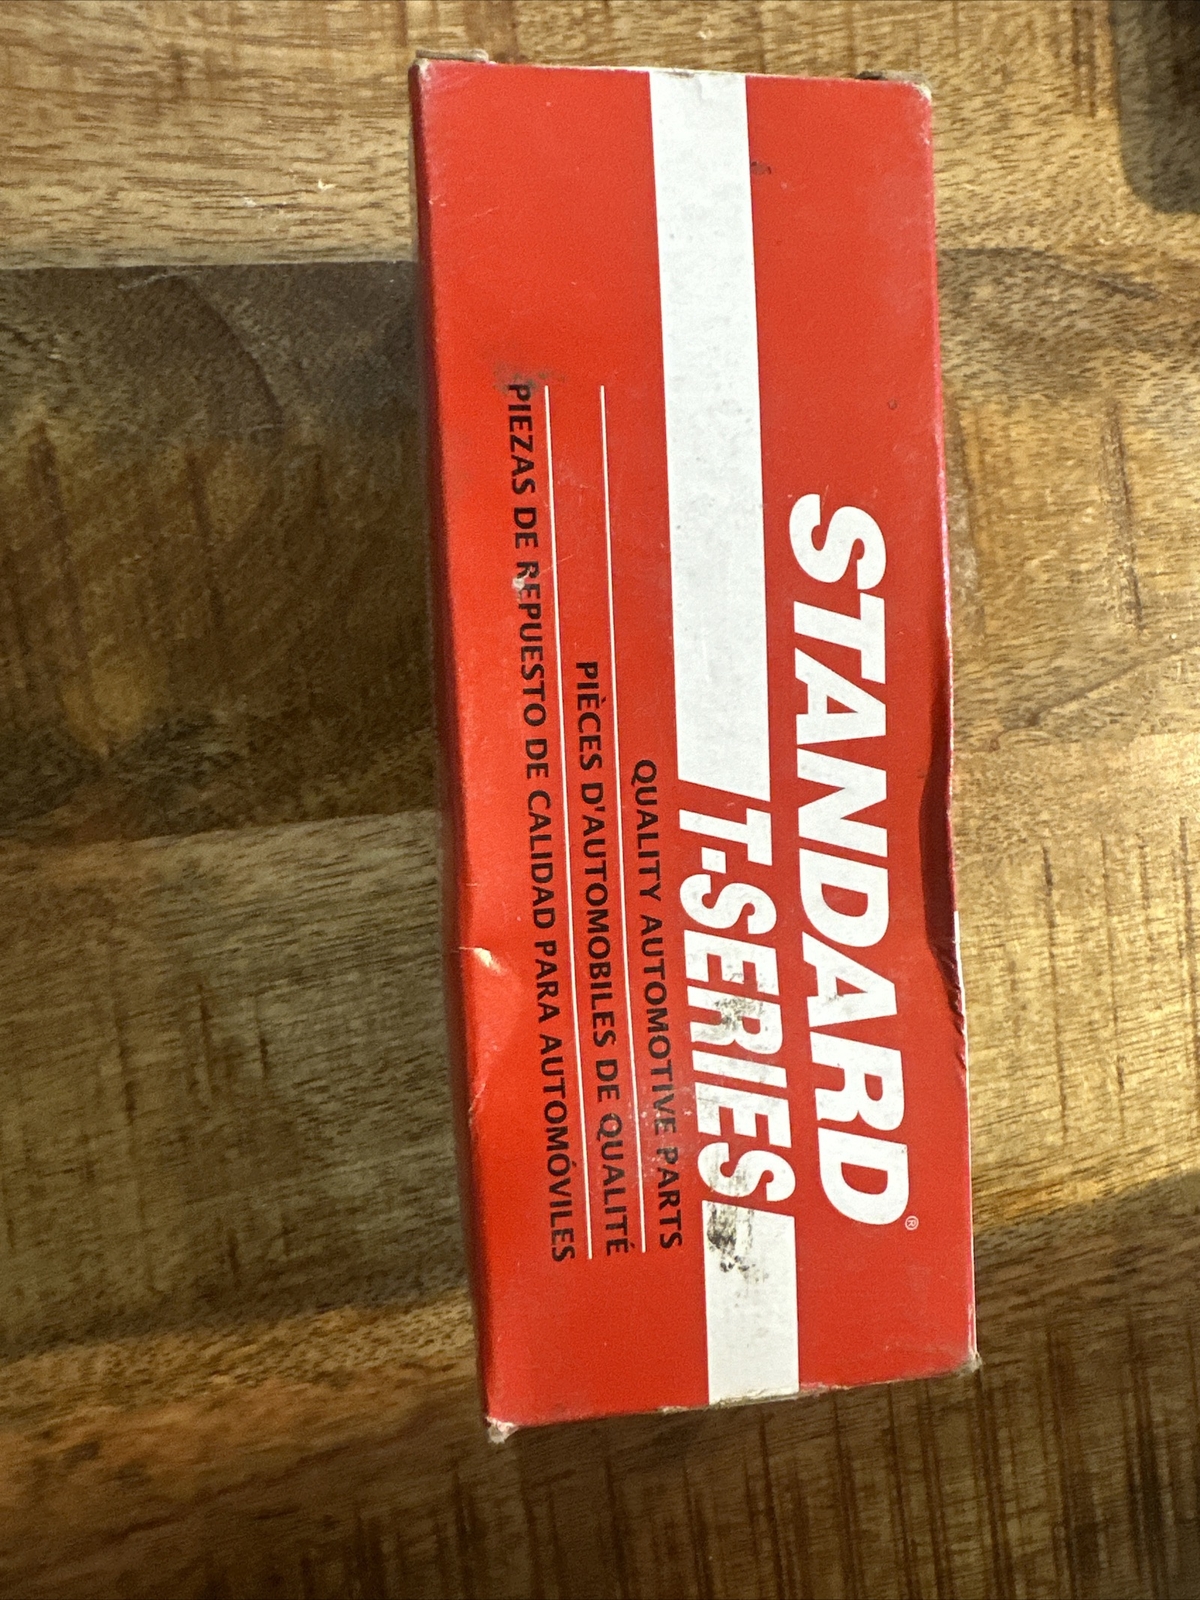 STANDARD®
T-SERIES
QUALITY AUTOMOTIVE PARTS
PIÈCES D'AUTOMOBILES DE QUALITÉ
PIEZAS DE REPUESTO DE CALIDAD PARA AUTOMÓVILES